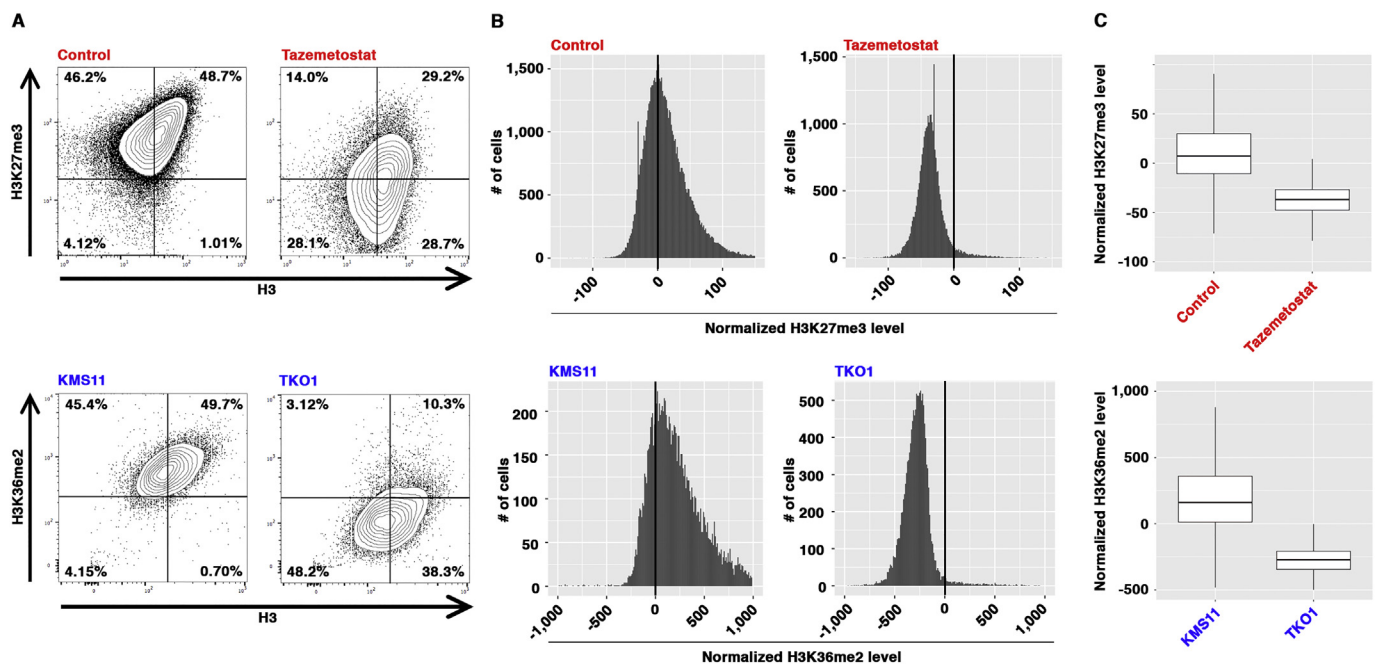 A
B
C
Control
Tazemetostat
46.2%
48.7%
4.12%
1.01%
14.0%
29.2%
28.1%
28.7%
H3K27me3
H3
Control
Tazemetostat
1,500
1,000
500
0
-100
0
100
# of cells
1,500
1,000
500
0
-100
0
100
# of cells
Normalized H3K27me3 level
Normalized H3K27me3 level
50
0
-50
-100
Control
Tazemetostat
KMS11
TKO1
45.4%
49.7%
4.15%
0.70%
3.12%
10.3%
48.2%
38.3%
H3K36me2
H3
KMS11
TKO1
200
150
100
50
0
-1,000
-500
0
500
1,000
# of cells
500
400
300
200
100
0
-1,000
-500
0
500
1,000
# of cells
Normalized H3K36me2 level
Normalized H3K36me2 level
1,000
500
0
-500
KMS11
TKO1